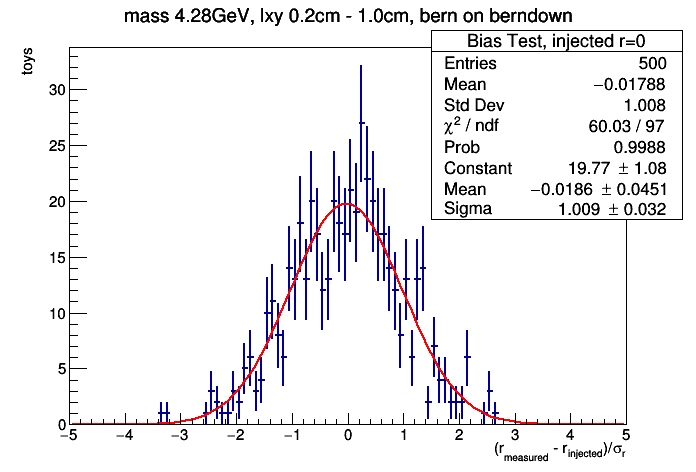 mass 4.28GeV, lxy 0.2cm - 1.0cm, bern on berndown
Bias Test, injected r=0
Entries 500
Mean −0.01788
Std Dev 1.008
χ² / ndf 60.03 / 97
Prob 0.9988
Constant 19.77 ± 1.08
Mean −0.0186 ± 0.0451
Sigma 1.009 ± 0.032
toys
30
25
20
15
10
5
0
−5 −4 −3 −2 −1 0 1 2 3 4 5
(r_measured - r_injected)/σ_r